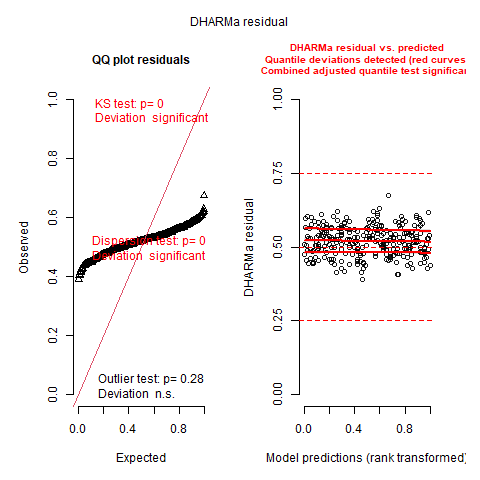 DHARMa residual
QQ plot residuals
KS test: p= 0
Deviation significant
Dispersion test: p= 0
Deviation significant
Outlier test: p= 0.28
Deviation n.s.
Observed
0.0
0.2
0.4
0.6
0.8
1.0
0.0
0.4
0.8
Expected
DHARMa residual vs. predicted
Quantile deviations detected (red curves
Combined adjusted quantile test significan
DHARMa residual
0.00
0.25
0.50
0.75
1.00
0.0
0.4
0.8
Model predictions (rank transformed)